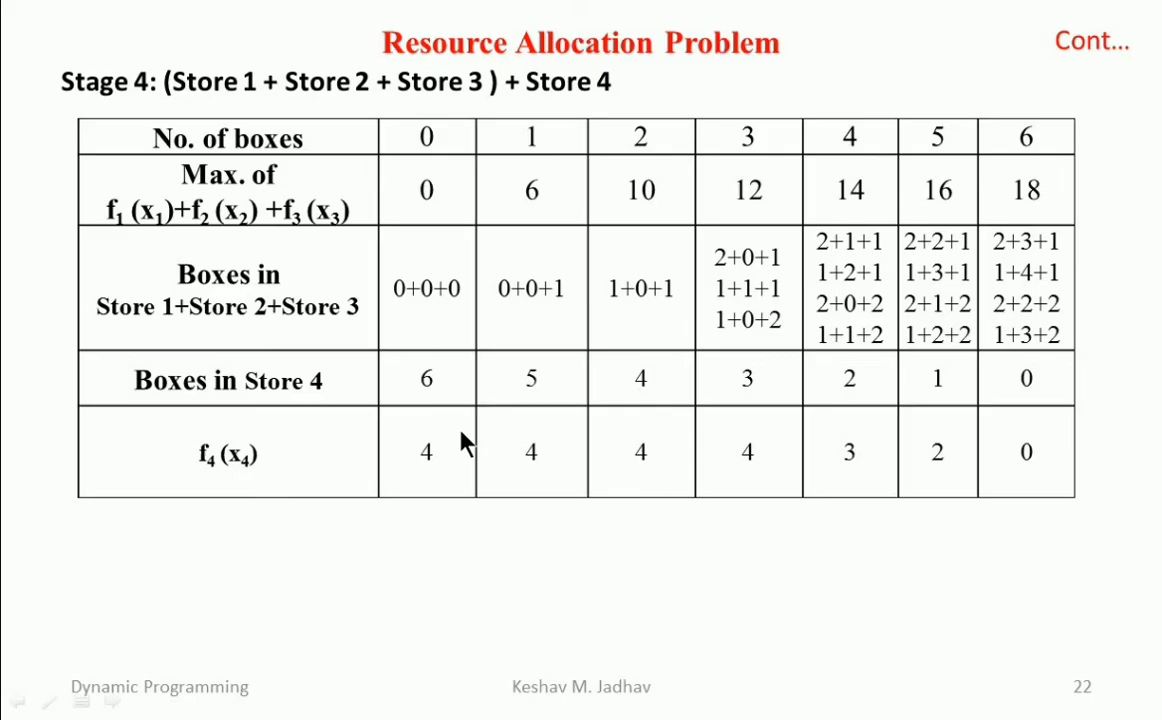 Resource Allocation Problem
Cont...
Stage 4: (Store 1 + Store 2 + Store 3 ) + Store 4
No. of boxes 0 1 2 3 4 5 6
Max. of
f₁ (x₁)+f₂ (x₂) +f₃ (x₃) 0 6 10 12 14 16 18
Boxes in
Store 1+Store 2+Store 3
0+0+0
0+0+1
1+0+1
2+0+1
1+1+1
1+0+2
2+1+1
1+2+1
2+0+2
1+1+2
2+2+1
1+3+1
2+1+2
1+2+2
2+3+1
1+4+1
2+2+2
1+3+2
Boxes in Store 4 6 5 4 3 2 1 0
f₄ (x₄) 4 4 4 4 3 2 0
Dynamic Programming
Keshav M. Jadhav
22